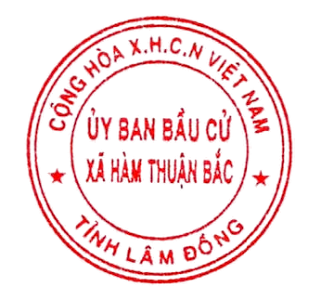 CỘNG HÒA X.H.C.N VIỆT NAM
ỦY BAN BẦU CỬ
XÃ HÀM THUẬN BẮC
TỈNH LÂM ĐỒNG